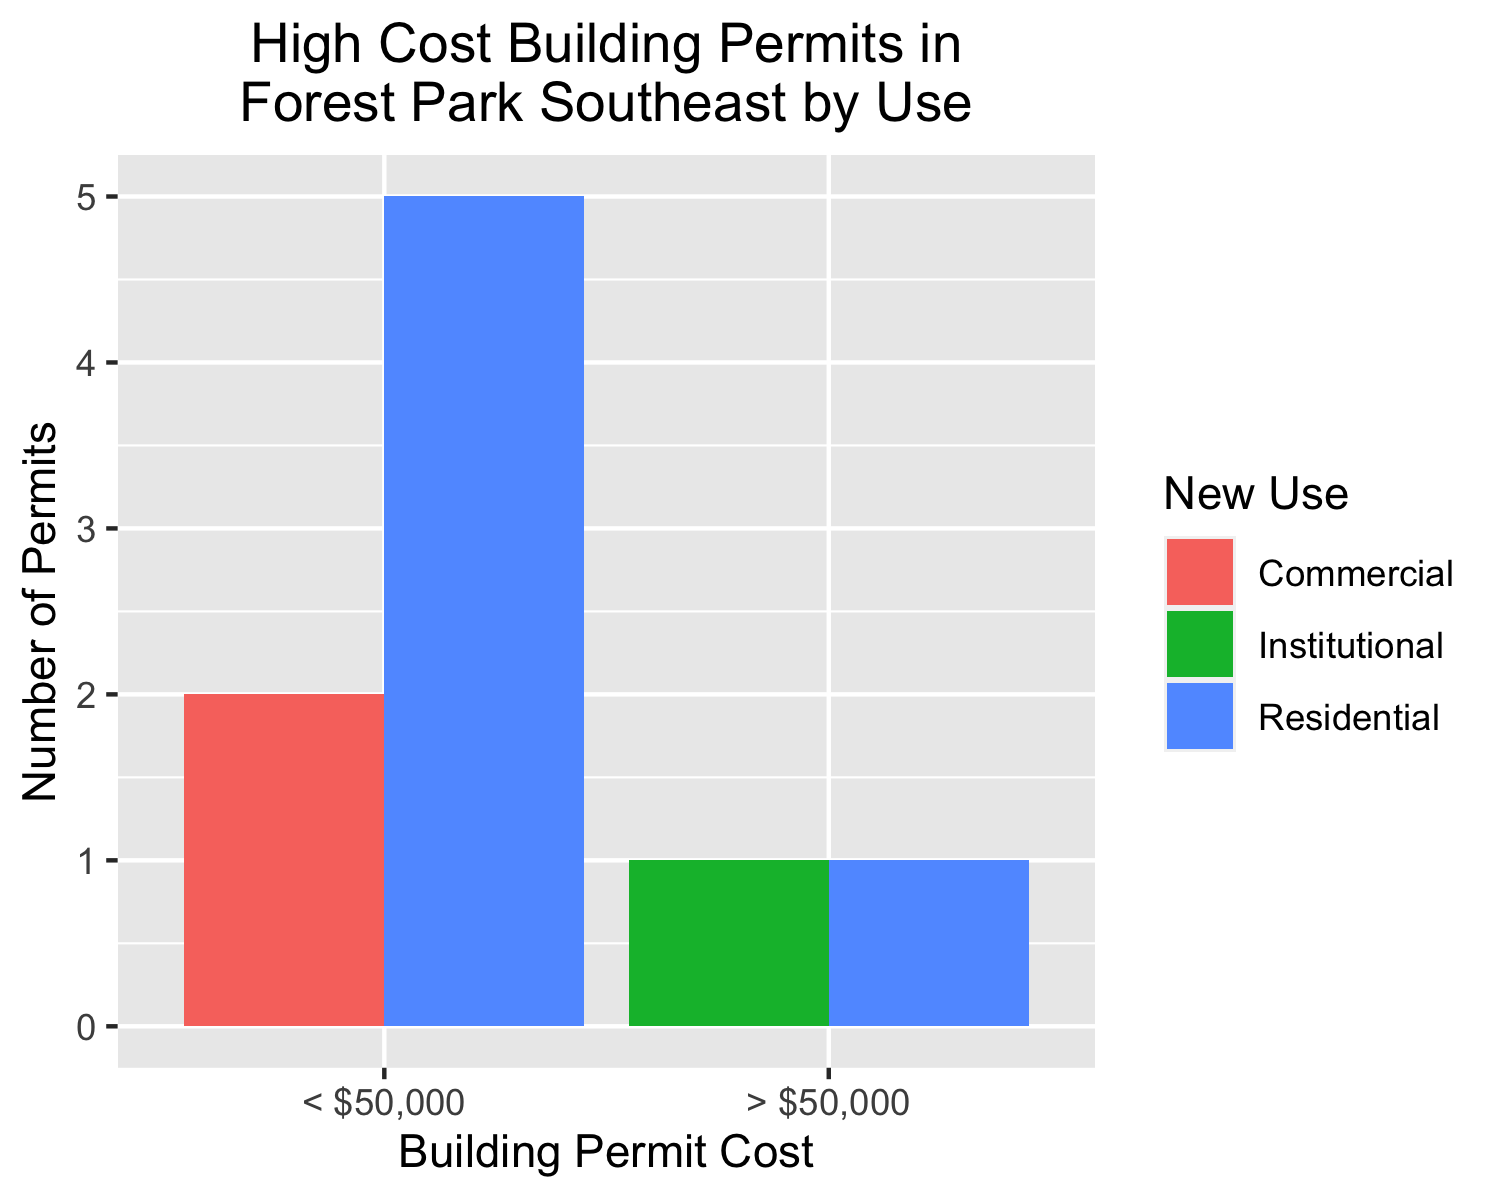 High Cost Building Permits in
Forest Park Southeast by Use
5
4
3
2
1
0
Number of Permits
< $50,000
> $50,000
Building Permit Cost
New Use
Commercial
Institutional
Residential